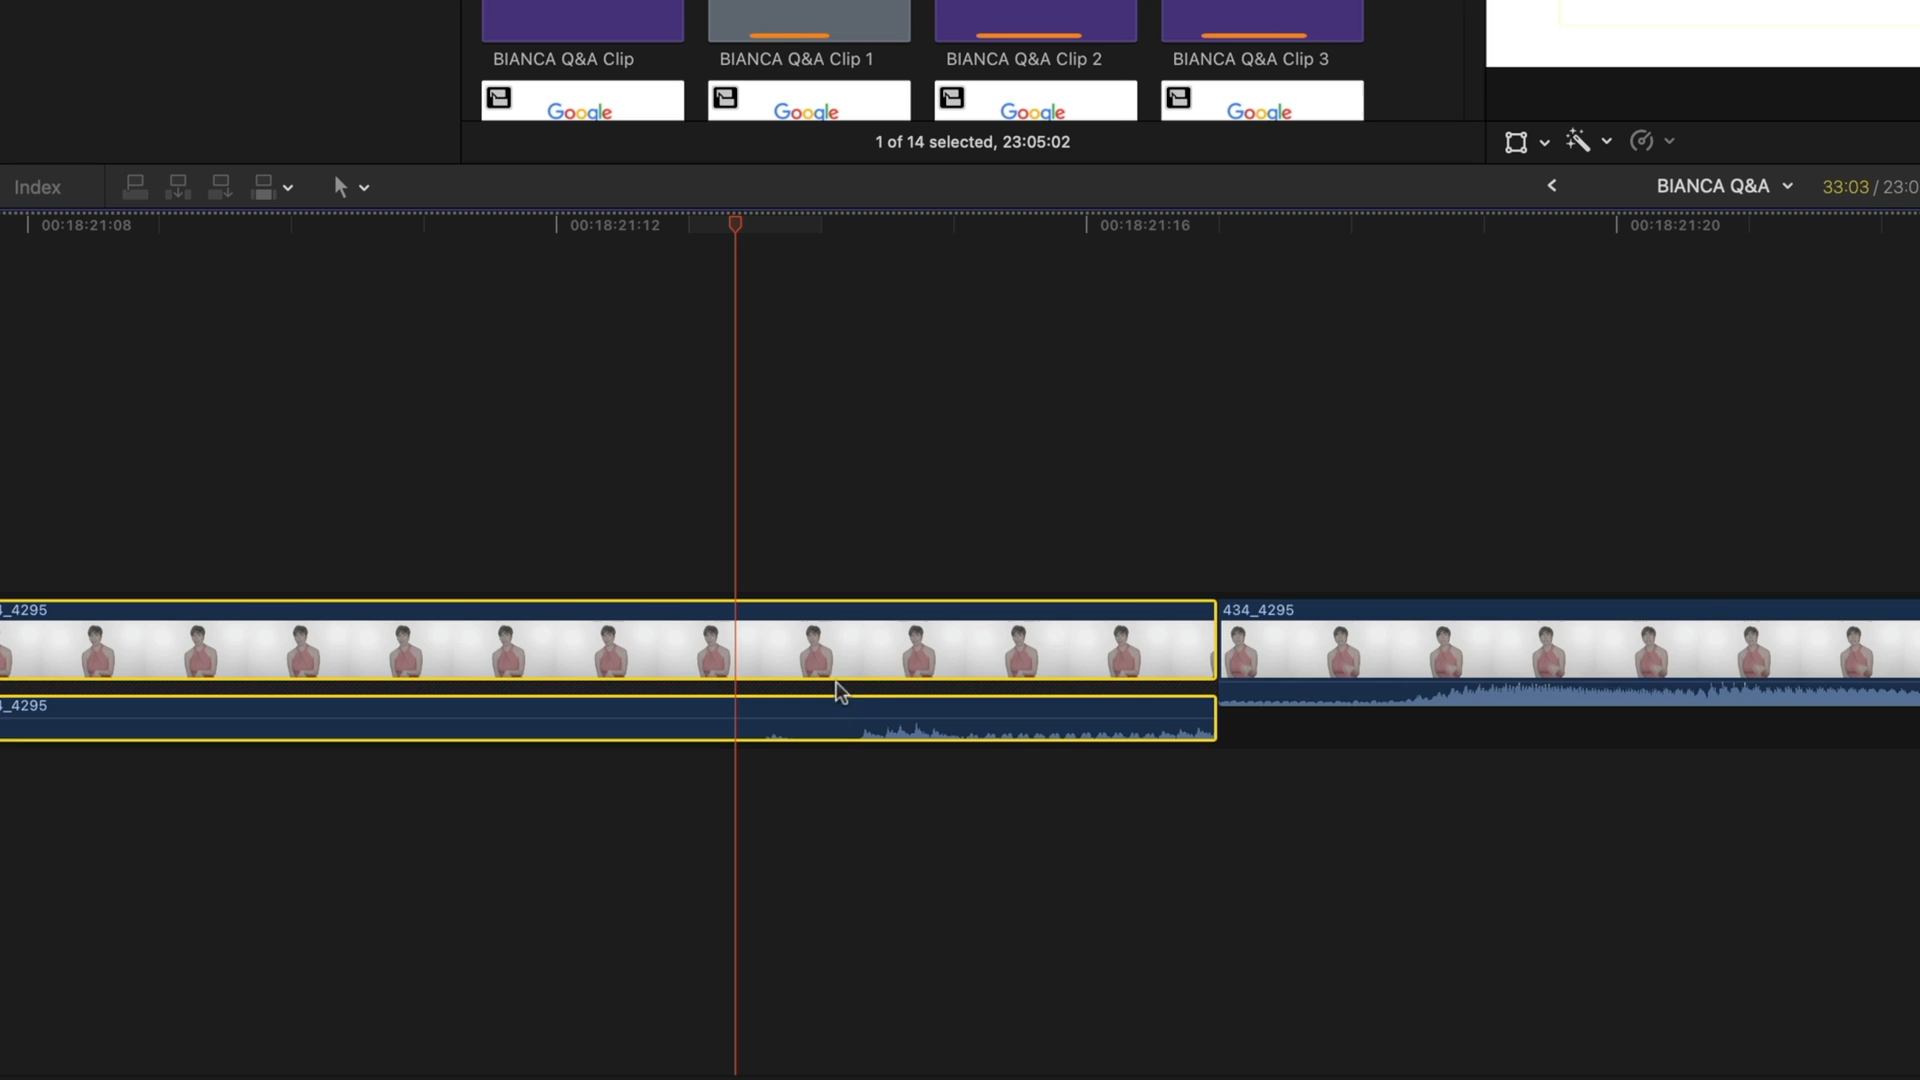 BIANCA Q&A Clip
BIANCA Q&A Clip 1
BIANCA Q&A Clip 2
BIANCA Q&A Clip 3
Google
Google
Google
Google
1 of 14 selected, 23:05:02
Index
BIANCA Q&A
33:03 / 23:0
00:18:21:08
00:18:21:12
00:18:21:16
00:18:21:20
_4295
434_4295
_4295